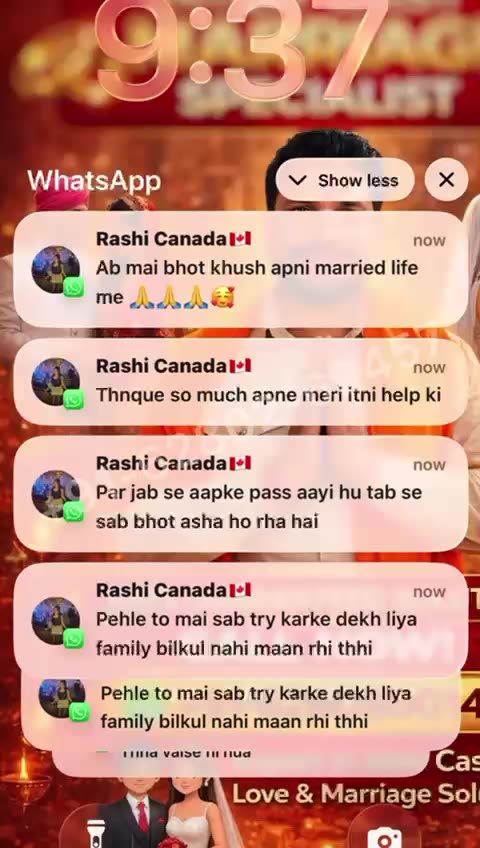 9:37
SPECIALIST
WhatsApp
Show less
Rashi Canada🇨🇦
now
Ab mai bhot khush apni married life
me 🙏🙏🙏🥰
Rashi Canada🇨🇦
now
Thnque so much apne meri itni help ki
Rashi Canada🇨🇦
now
Par jab se aapke pass aayi hu tab se
sab bhot asha ho rha hai
Rashi Canada🇨🇦
now
Pehle to mai sab try karke dekh liya
family bilkul nahi maan rhi thhi
Pehle to mai sab try karke dekh liya
family bilkul nahi maan rhi thhi
Love & Marriage